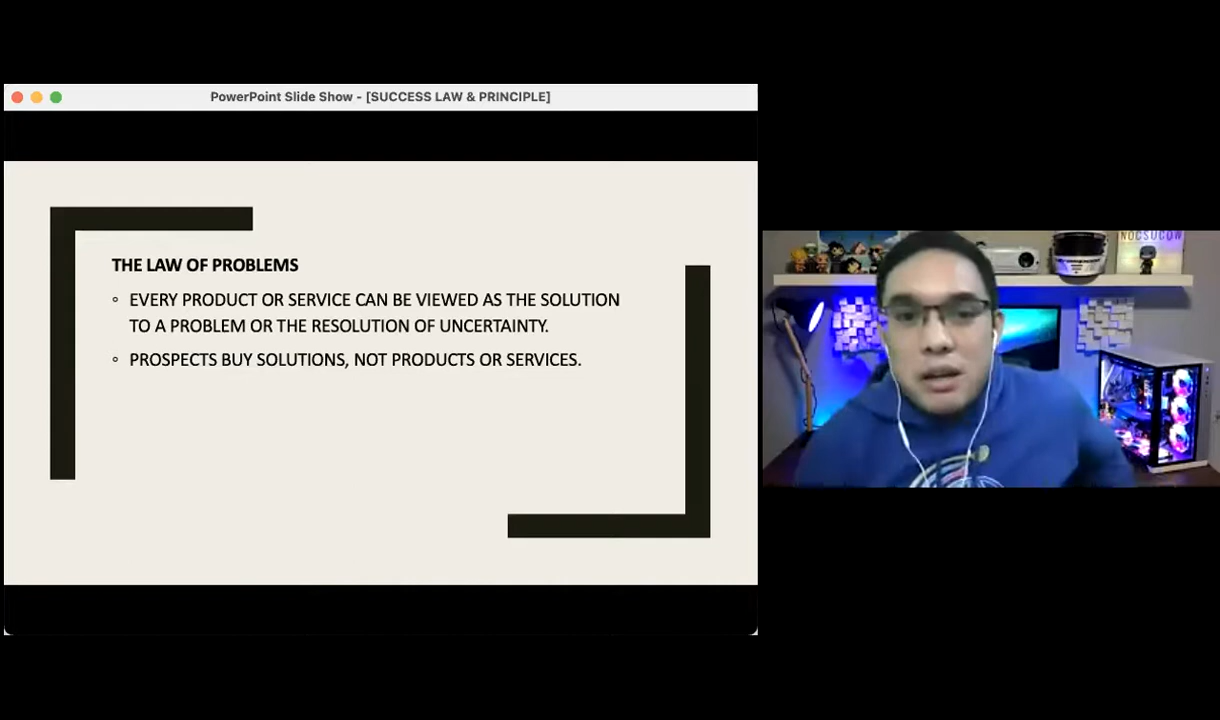 PowerPoint Slide Show - [SUCCESS LAW & PRINCIPLE]
THE LAW OF PROBLEMS
◦ EVERY PRODUCT OR SERVICE CAN BE VIEWED AS THE SOLUTION
TO A PROBLEM OR THE RESOLUTION OF UNCERTAINTY.
◦ PROSPECTS BUY SOLUTIONS, NOT PRODUCTS OR SERVICES.